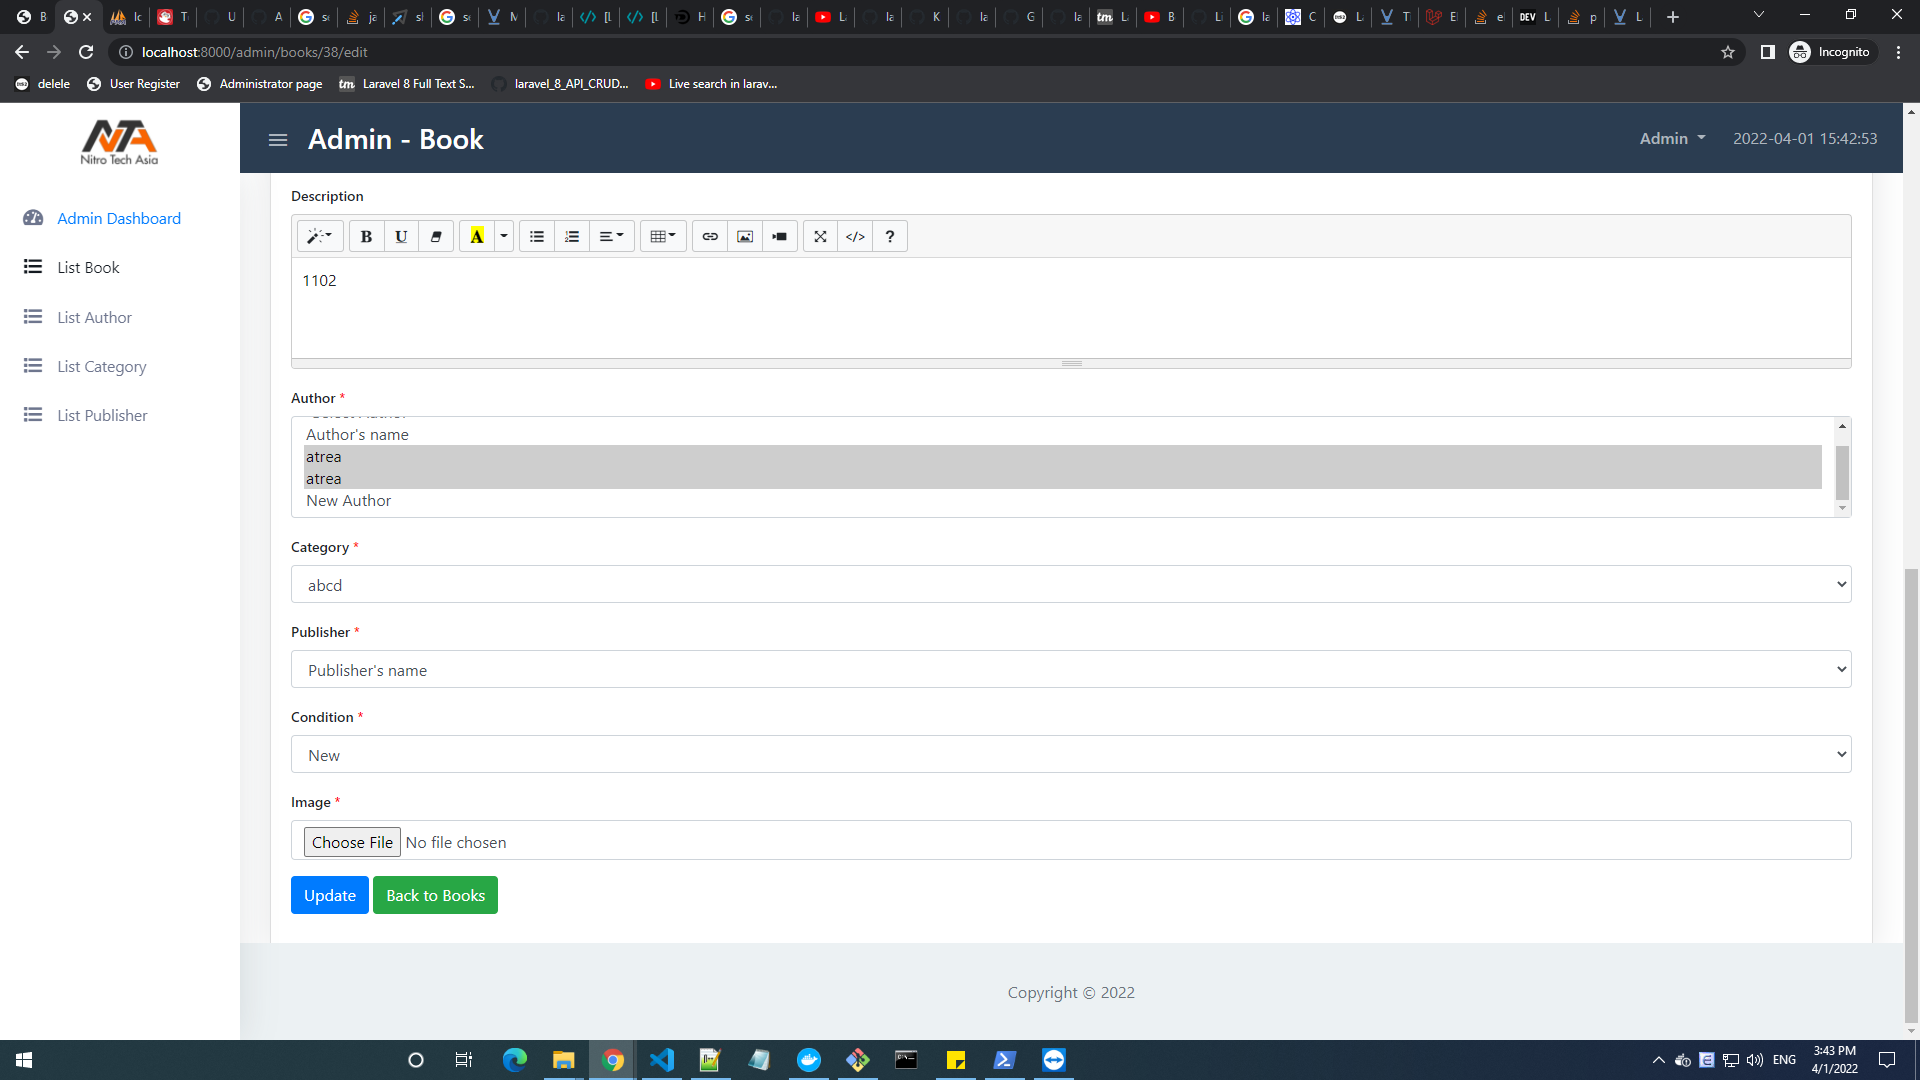 localhost:8000/admin/books/38/edit
Incognito
delele
User Register
Administrator page
Laravel 8 Full Text S...
laravel_8_API_CRUD...
Live search in larav...
NTA
Nitro Tech Asia
Admin - Book
Admin
2022-04-01 15:42:53
Admin Dashboard
List Book
List Author
List Category
List Publisher
Description
B U A </> ?
1102
Author *
Author's name
atrea
atrea
New Author
Category *
abcd
Publisher *
Publisher's name
Condition *
New
Image *
Choose File No file chosen
Update Back to Books
Copyright © 2022
ENG
3:43 PM
4/1/2022